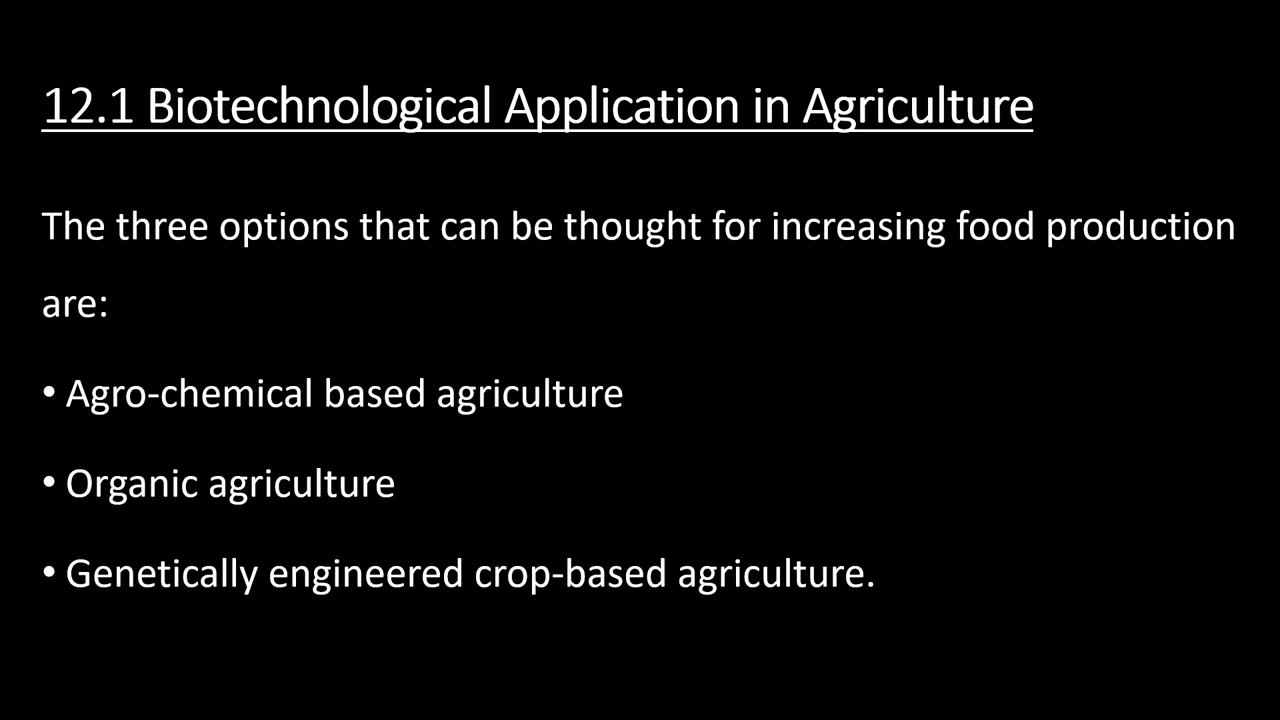 12.1 Biotechnological Application in Agriculture
The three options that can be thought for increasing food production
are:
• Agro-chemical based agriculture
• Organic agriculture
• Genetically engineered crop-based agriculture.